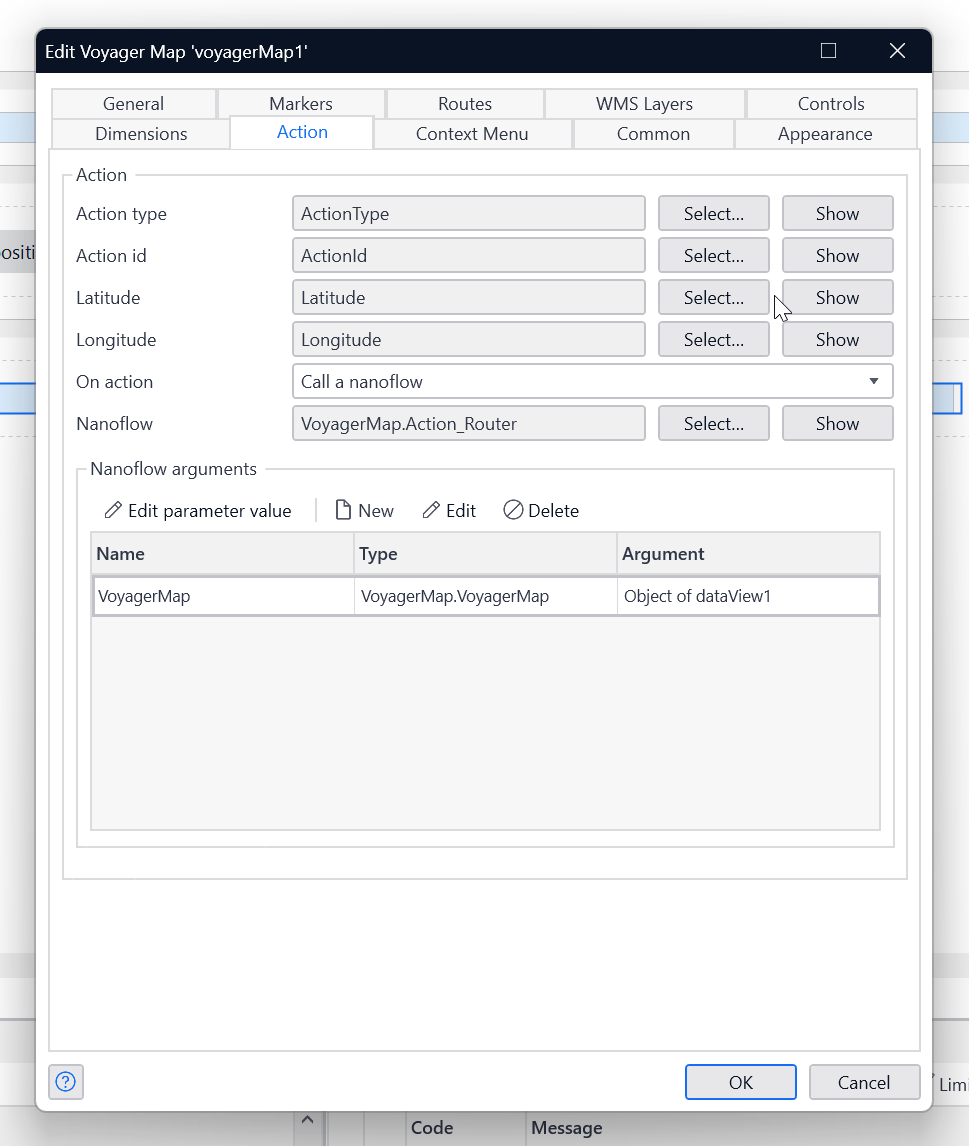 Edit Voyager Map 'voyagerMap1'
General Markers Routes WMS Layers Controls
Dimensions Action Context Menu Common Appearance
Action
Action type ActionType Select... Show
Action id ActionId Select... Show
Latitude Latitude Select... Show
Longitude Longitude Select... Show
On action Call a nanoflow
Nanoflow VoyagerMap.Action_Router Select... Show
Nanoflow arguments
Edit parameter value New Edit Delete
Name Type Argument
VoyagerMap VoyagerMap.VoyagerMap Object of dataView1
? OK Cancel
Code Message